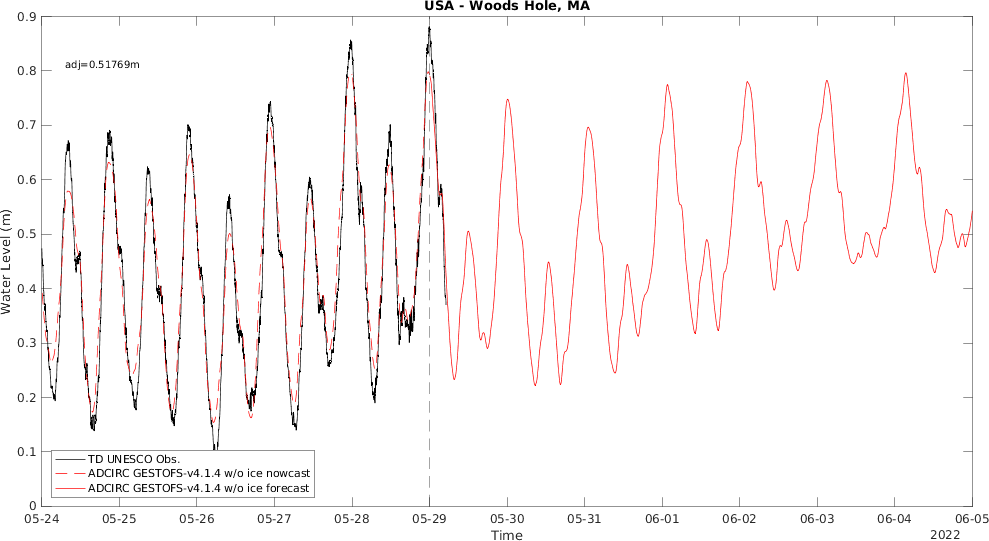 USA - Woods Hole, MA
adj=0.51769m
Water Level (m)
0.9
0.8
0.7
0.6
0.5
0.4
0.3
0.2
0.1
0
TD UNESCO Obs.
ADCIRC GESTOFS-v4.1.4 w/o ice nowcast
ADCIRC GESTOFS-v4.1.4 w/o ice forecast
05-24 05-25 05-26 05-27 05-28 05-29 05-30 05-31 06-01 06-02 06-03 06-04 06-05
Time
2022